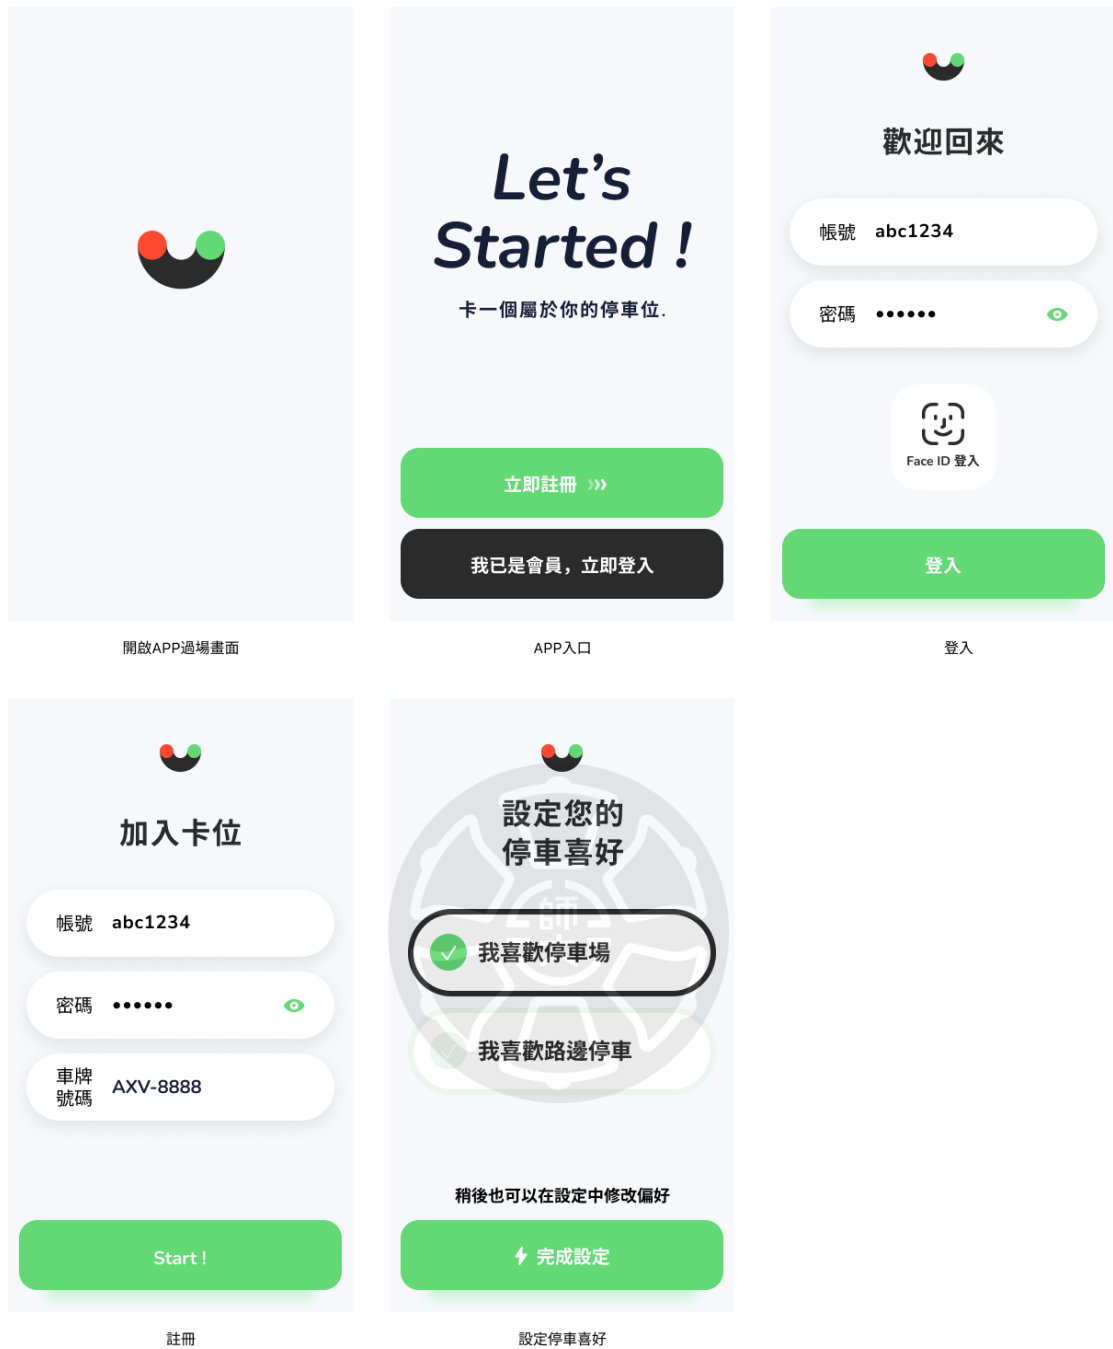 Let's
Started !
卡一個屬於你的停車位.
立即註冊
我已是會員，立即登入
歡迎回來
帳號 abc1234
密碼 ••••••
Face ID 登入
登入
開啟APP過場畫面
APP入口
登入
加入卡位
帳號 abc1234
密碼 ••••••
車牌
號碼 AXV-8888
Start !
設定您的
停車喜好
師
我喜歡停車場
我喜歡路邊停車
稍後也可以在設定中修改偏好
完成設定
註冊
設定停車喜好